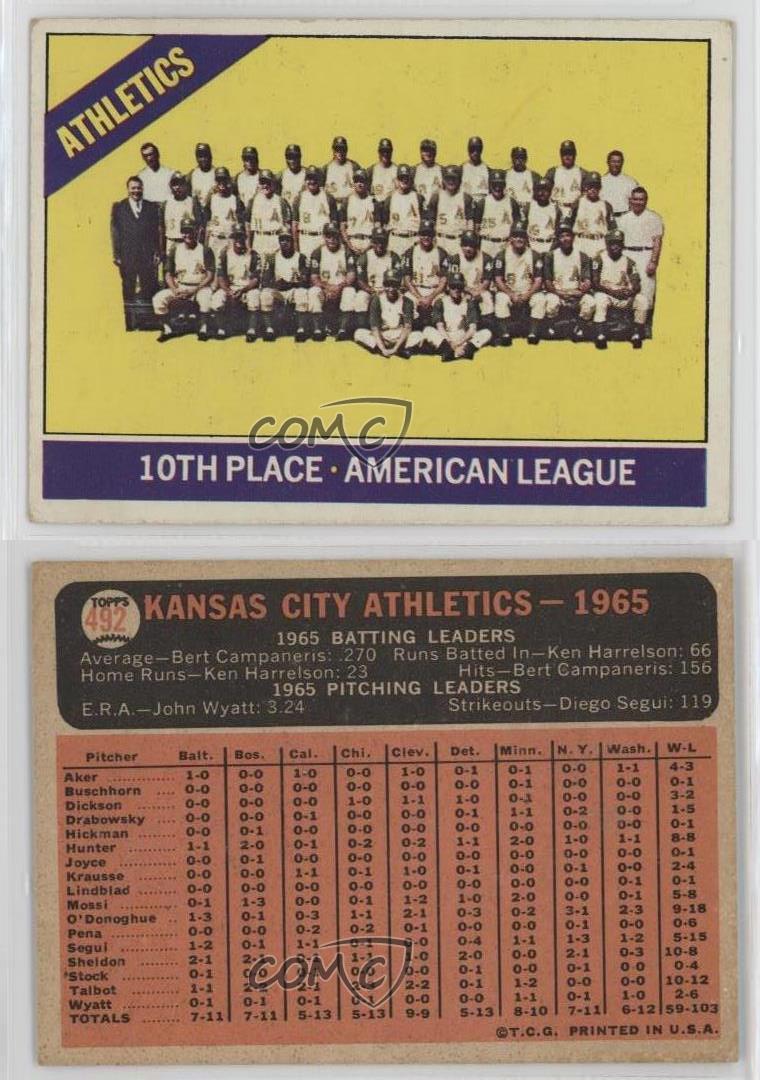 ATHLETICS
COMC
10TH PLACE · AMERICAN LEAGUE
TOPPS
492
KANSAS CITY ATHLETICS — 1965
1965 BATTING LEADERS
Average—Bert Campaneris: .270 Runs Batted In—Ken Harrelson: 66
Home Runs—Ken Harrelson: 23 Hits—Bert Campaneris: 156
1965 PITCHING LEADERS
E.R.A.—John Wyatt: 3.24 Strikeouts—Diego Segui: 119
Pitcher Balt. Bos. Cal. Chi. Clev. Det. Minn. N. Y. Wash. W-L
Aker 1-0 0-0 1-0 0-0 1-0 0-1 0-1 0-0 1-1 4-3
Buschhorn 0-0 0-0 0-0 0-0 0-0 0-1 0-0 0-0 0-0 0-1
Dickson 0-0 0-0 0-0 1-0 1-1 1-0 0-1 0-0 0-0 3-2
Drabowsky 0-0 0-0 0-1 0-0 0-0 0-1 1-1 0-2 0-0 1-5
Hickman 0-0 0-1 0-0 0-0 0-0 0-0 0-0 0-0 0-0 0-1
Hunter 1-1 2-0 0-1 0-2 0-2 1-1 2-0 1-0 1-1 8-8
Joyce 0-0 0-1 0-0 0-0 0-0 0-0 0-0 0-0 0-0 0-1
Krausse 0-0 0-0 1-1 0-1 1-0 0-1 0-0 0-1 0-0 2-4
Lindblad 0-0 0-0 0-0 0-0 0-0 0-0 0-0 0-0 0-1 0-1
Mossi 0-1 1-3 0-0 0-0 1-2 1-0 2-0 0-1 0-1 5-8
O'Donoghue 1-3 0-1 0-3 1-1 2-1 0-3 0-2 3-1 2-3 9-18
Pena 0-0 0-0 0-2 0-2 0-1 0-0 0-0 0-1 0-0 0-6
Segui 1-2 0-1 1-1 0-1 0-0 0-4 1-1 1-3 1-2 5-15
Sheldon 2-1 2-0 1-1 1-0 2-0 0-0 2-1 0-3 10-8
*Stock 0-1 0-0 0-1 0-0 0-1 0-0 0-4
Talbot 1-1 2-2 2-2 0-0 1-2 0-0 0-0 10-12
Wyatt 0-1 0-1 0-1 0-1 0-1 0-0 1-1 0-1 1-0 2-6
TOTALS 7-11 7-11 5-13 5-13 9-9 5-13 8-10 7-11 6-12 59-103
COMC
©T.C.G. PRINTED IN U.S.A.